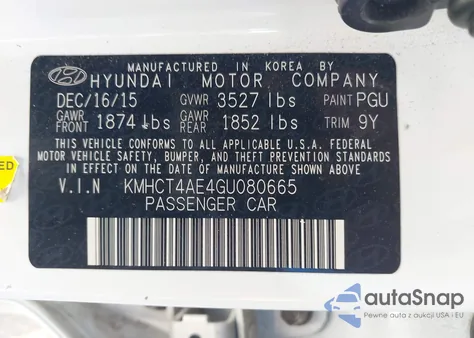 MANUFACTURED IN KOREA BY
HYUNDAI MOTOR COMPANY
DEC/16/15 GVWR 3527 lbs PAINT PGU
GAWR FRONT 1874 lbs GAWR REAR 1852 lbs TRIM 9Y
THIS VEHICLE CONFORMS TO ALL APPLICABLE U.S.A. FEDERAL
MOTOR VEHICLE SAFETY, BUMPER, AND THEFT PREVENTION STANDARDS
IN EFFECT ON THE DATE OF MANUFACTURE SHOWN ABOVE.
V.I.N KMHCT4AE4GU080665
PASSENGER CAR
autoSnap
Pewne auta z aukcji USA i EU